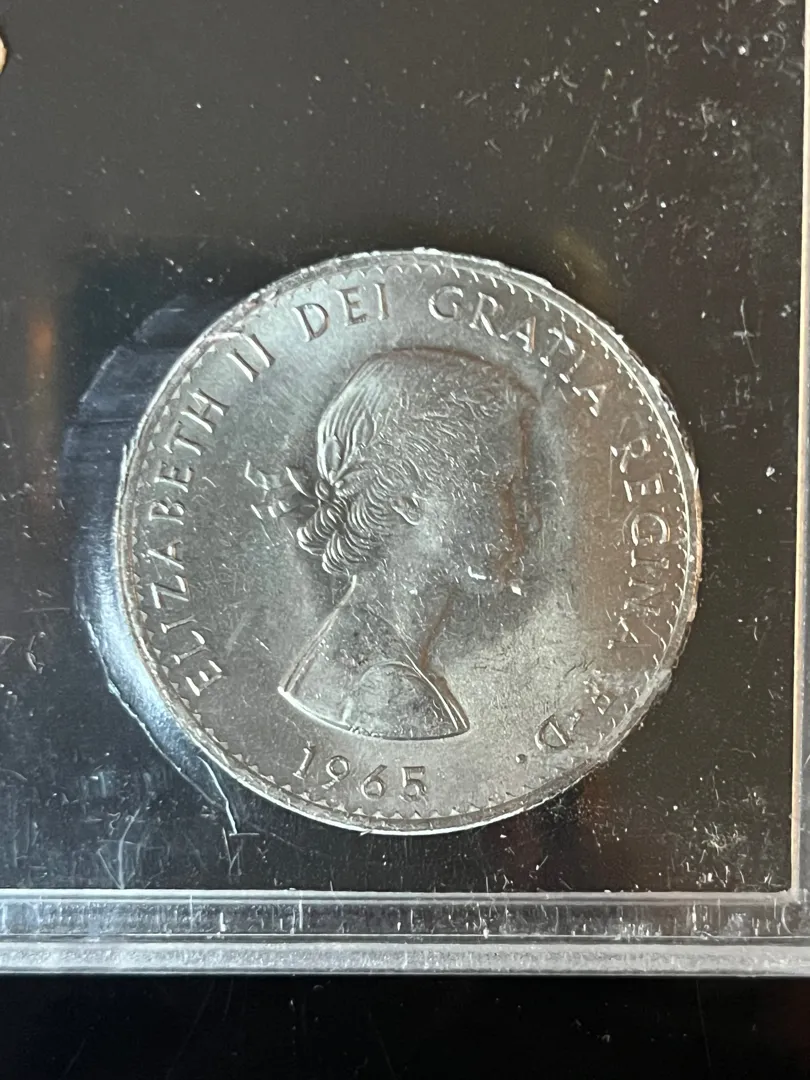 ELIZABETH II DEI GRATIA REGINA F·D·
1965